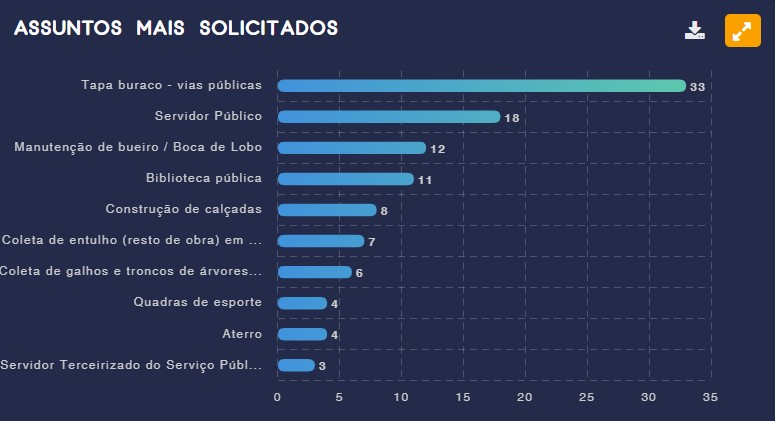 ASSUNTOS MAIS SOLICITADOS
Tapa buraco - vias públicas 33
Servidor Público 18
Manutenção de bueiro / Boca de Lobo 12
Biblioteca pública 11
Construção de calçadas 8
Coleta de entulho (resto de obra) em ... 7
Coleta de galhos e troncos de árvores... 6
Quadras de esporte 4
Aterro 4
Servidor Terceirizado do Serviço Públ... 3
0 5 10 15 20 25 30 35